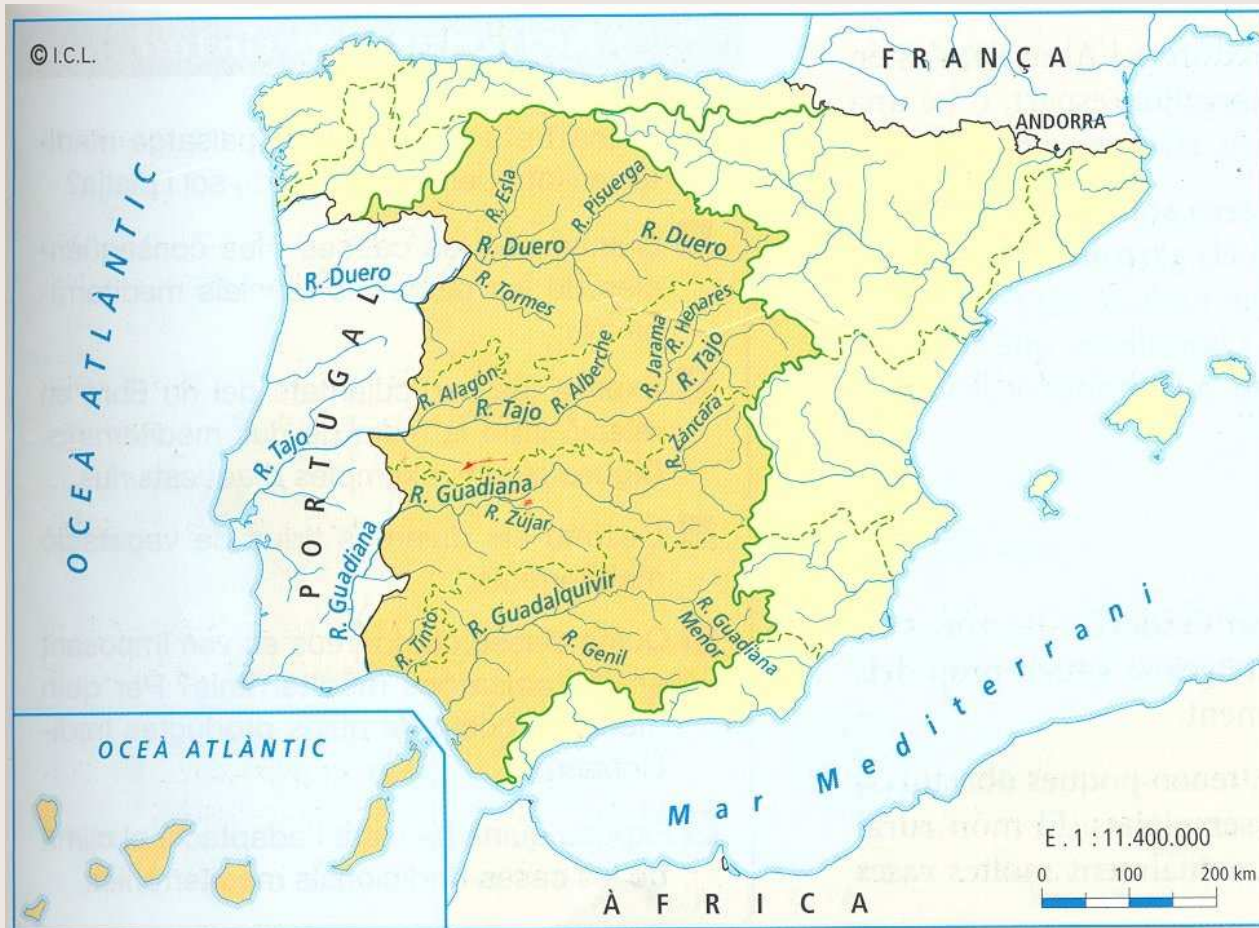 © I.C.L.
FRANÇA
ANDORRA
OCEÀ ATLÀNTIC
PORTUGAL
R. Esla
R. Pisuerga
R. Duero
R. Duero
R. Duero
R. Tormes
R. Henares
R. Jarama
R. Alberche
R. Tajo
R. Alagón
R. Tajo
R. Tajo
R. Záncara
R. Guadiana
R. Zújar
R. Guadiana
R. Guadalquivir
R. Guadiana
Menor
R. Tinto
R. Genil
Mar Mediterrani
OCEÀ ATLÀNTIC
ÀFRICA
E. 1 : 11.400.000
0 100 200 km